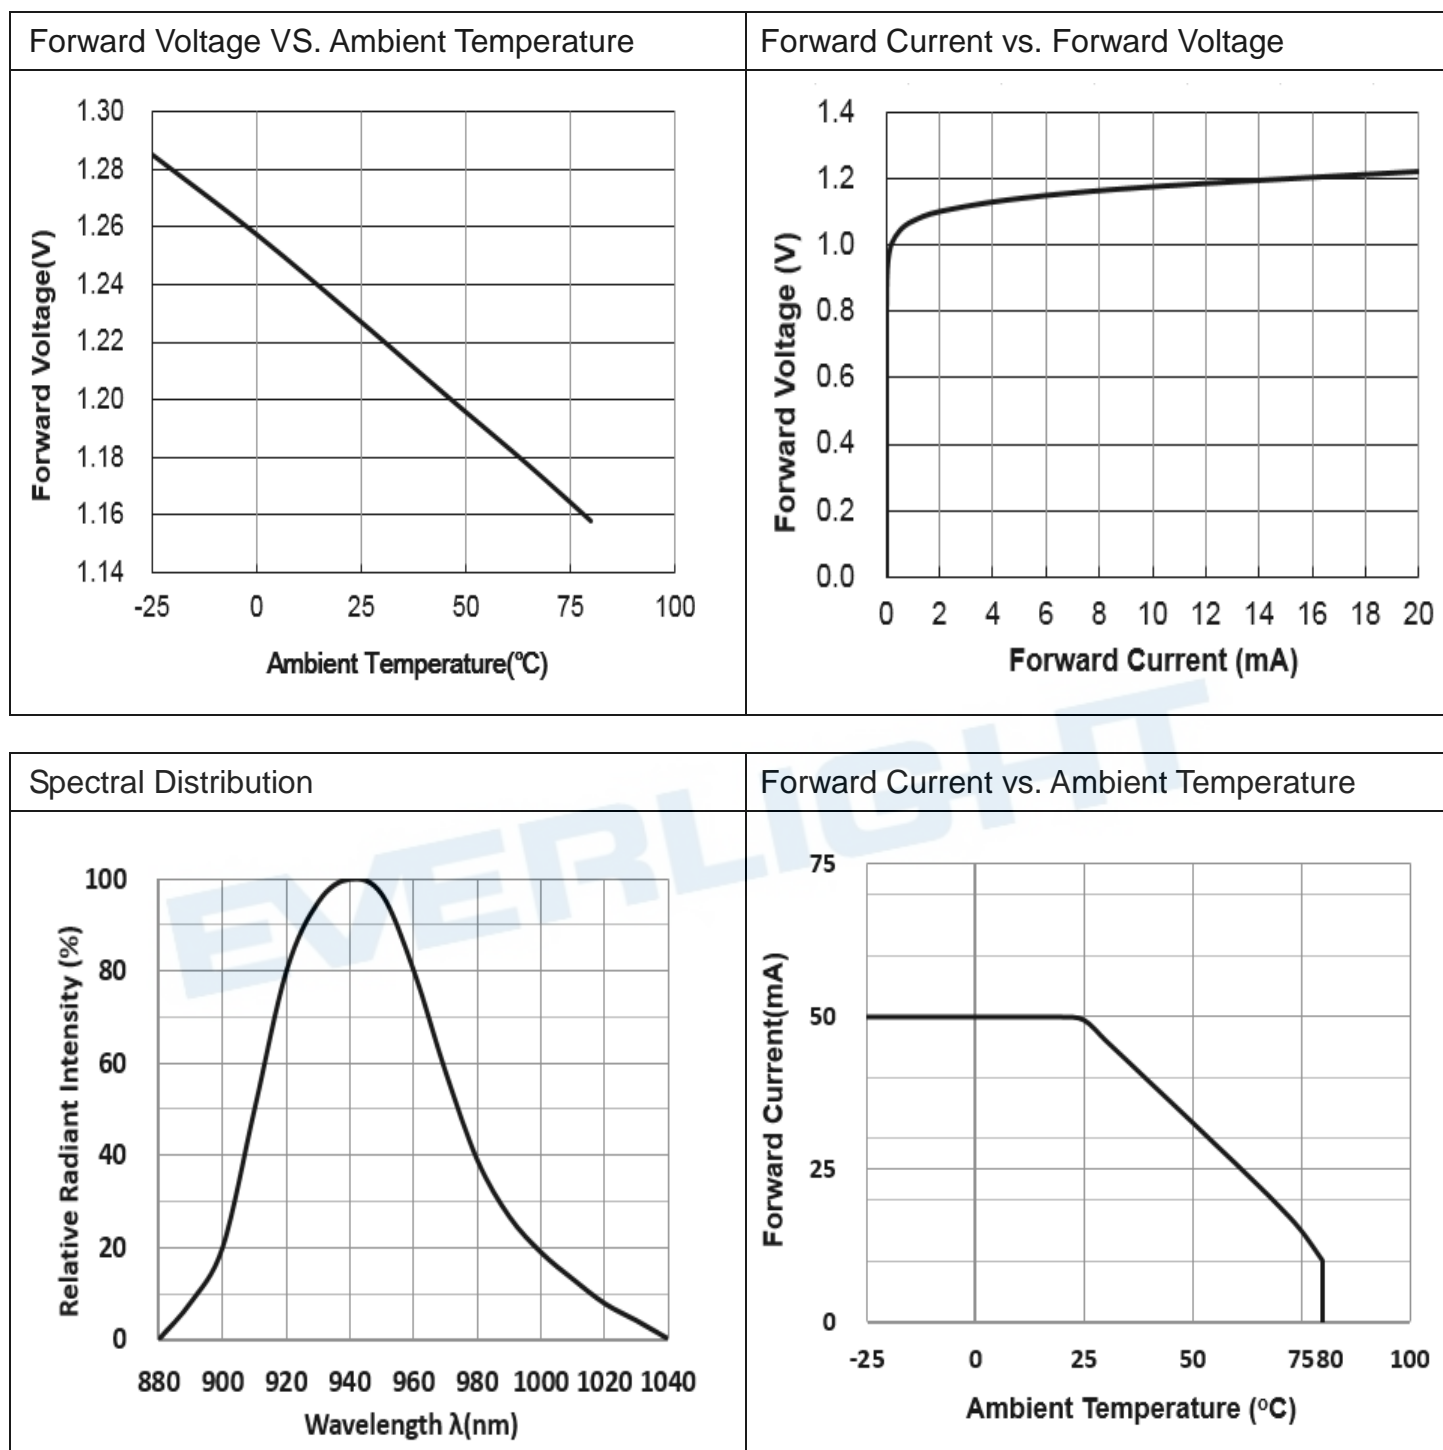 Forward Voltage VS. Ambient Temperature
Forward Current vs. Forward Voltage
1.30
1.28
1.26
1.24
1.22
1.20
1.18
1.16
1.14
Forward Voltage(V)
-25 0 25 50 75 100
Ambient Temperature(°C)
1.4
1.2
1.0
0.8
0.6
0.4
0.2
0.0
Forward Voltage (V)
0 2 4 6 8 10 12 14 16 18 20
Forward Current (mA)
EVERLIGHT
Spectral Distribution
Forward Current vs. Ambient Temperature
100
80
60
40
20
0
Relative Radiant Intensity (%)
880 900 920 940 960 980 1000 1020 1040
Wavelength λ(nm)
75
50
25
0
Forward Current(mA)
-25 0 25 50 7580 100
Ambient Temperature (°C)